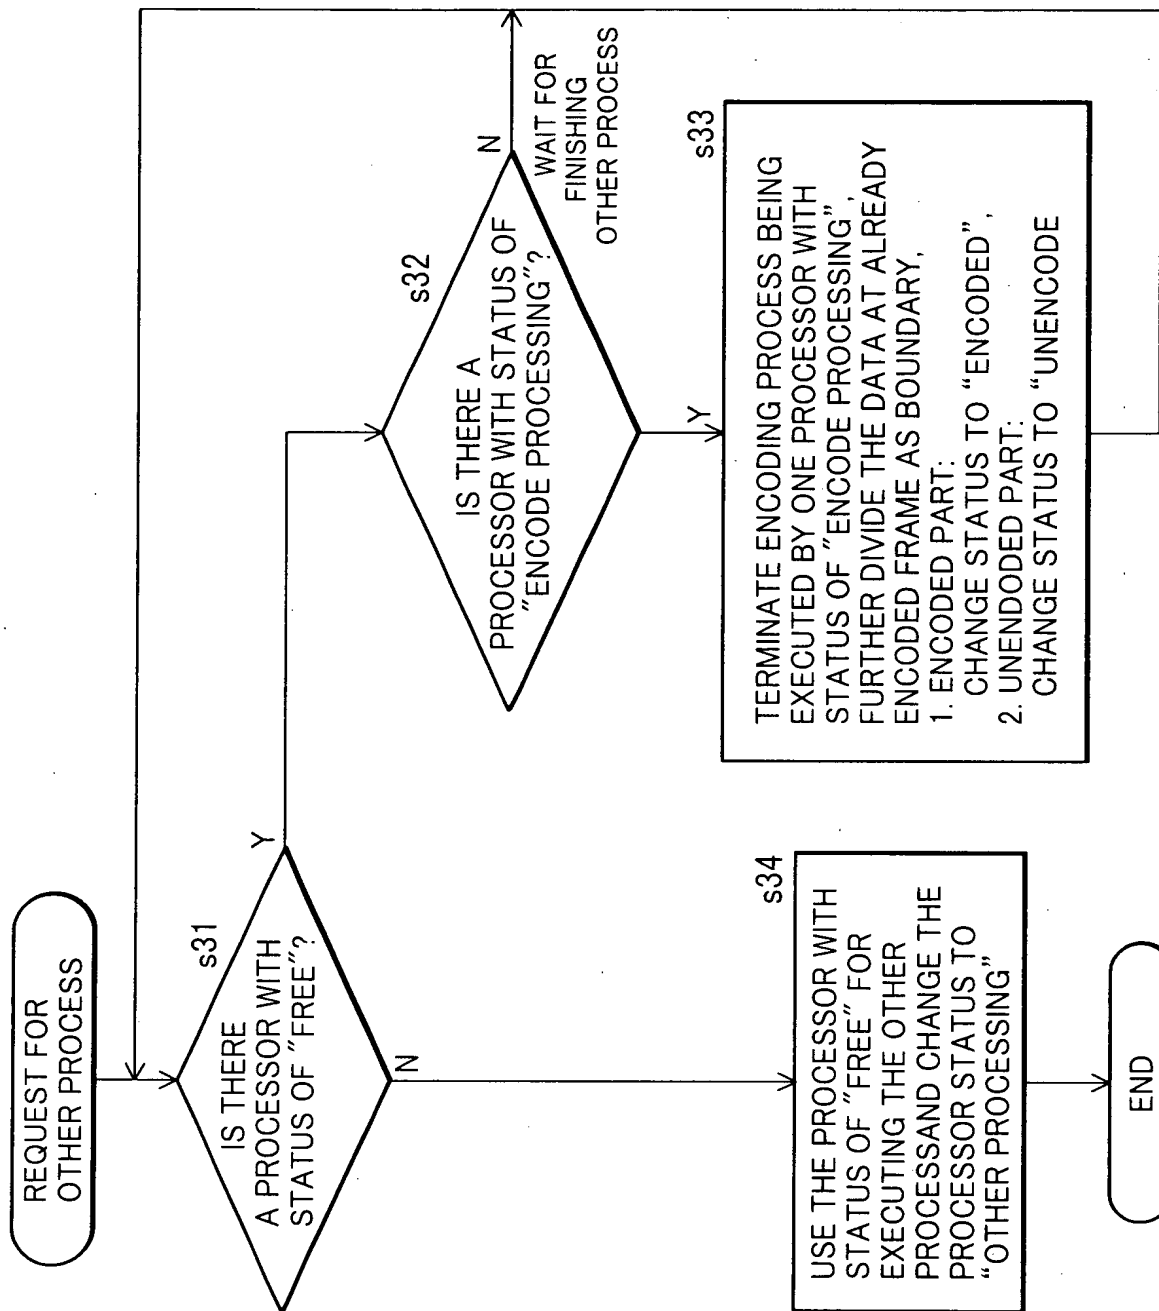 REQUEST FOR
OTHER PROCESS
s31
IS THERE
A PROCESSOR WITH
STATUS OF "FREE"?
Y
N
s32
IS THERE A
PROCESSOR WITH STATUS OF
"ENCODE PROCESSING"?
N
WAIT FOR
FINISHING
OTHER PROCESS
Y
s33
TERMINATE ENCODING PROCESS BEING
EXECUTED BY ONE PROCESSOR WITH
STATUS OF "ENCODE PROCESSING",
FURTHER DIVIDE THE DATA AT ALREADY
ENCODED FRAME AS BOUNDARY,
1. ENCODED PART:
CHANGE STATUS TO "ENCODED",
2. UNENDODED PART:
CHANGE STATUS TO "UNENCODE
s34
USE THE PROCESSOR WITH
STATUS OF "FREE" FOR
EXECUTING THE OTHER
PROCESSAND CHANGE THE
PROCESSOR STATUS TO
"OTHER PROCESSING"
END